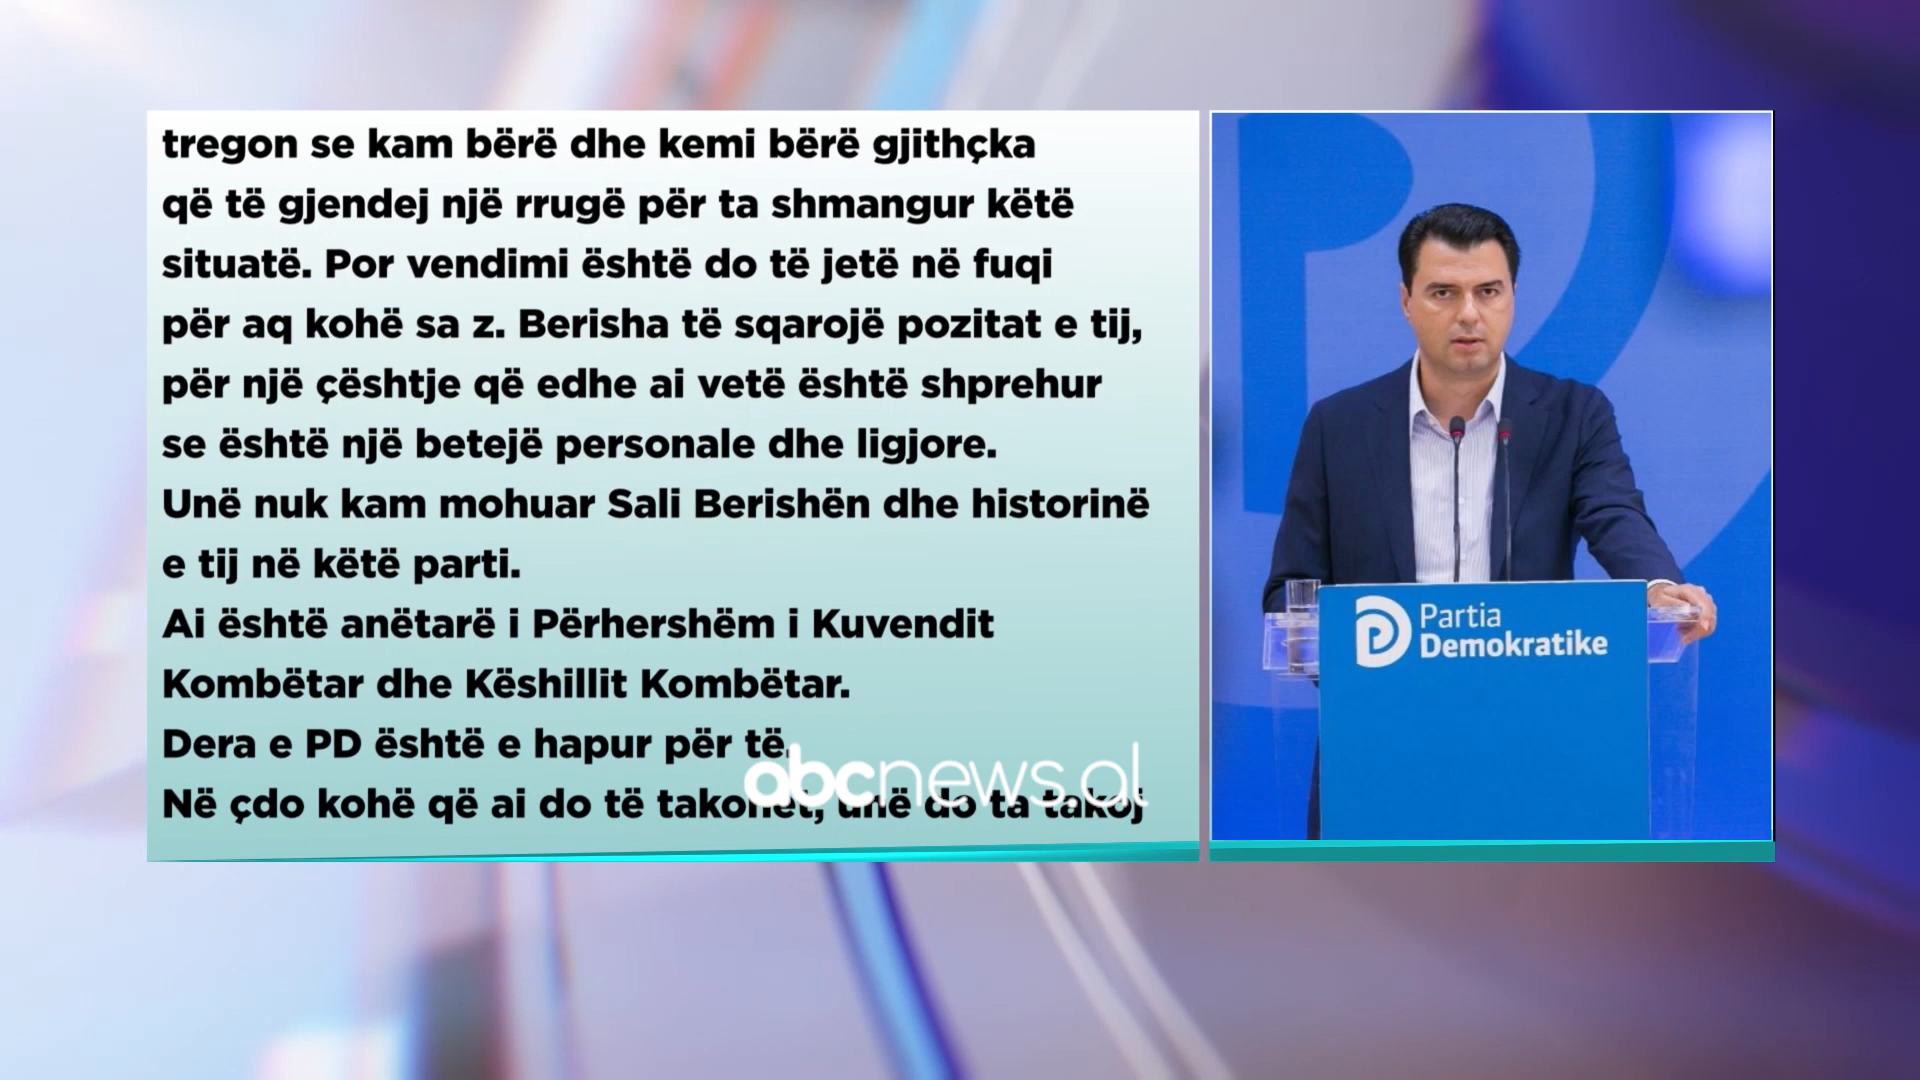 tregon se kam bërë dhe kemi bërë gjithçka
që të gjendej një rrugë për ta shmangur këtë
situatë. Por vendimi është do të jetë në fuqi
për aq kohë sa z. Berisha të sqarojë pozitat e tij,
për një çështje që edhe ai vetë është shprehur
se është një betejë personale dhe ligjore.
Unë nuk kam mohuar Sali Berishën dhe historinë
e tij në këtë parti.
Ai është anëtarë i Përhershëm i Kuvendit
Kombëtar dhe Këshillit Kombëtar.
Dera e PD është e hapur për të.
Në çdo kohë që ai do të takohet, unë do ta takoj
abcnews.al
Partia
Demokratike